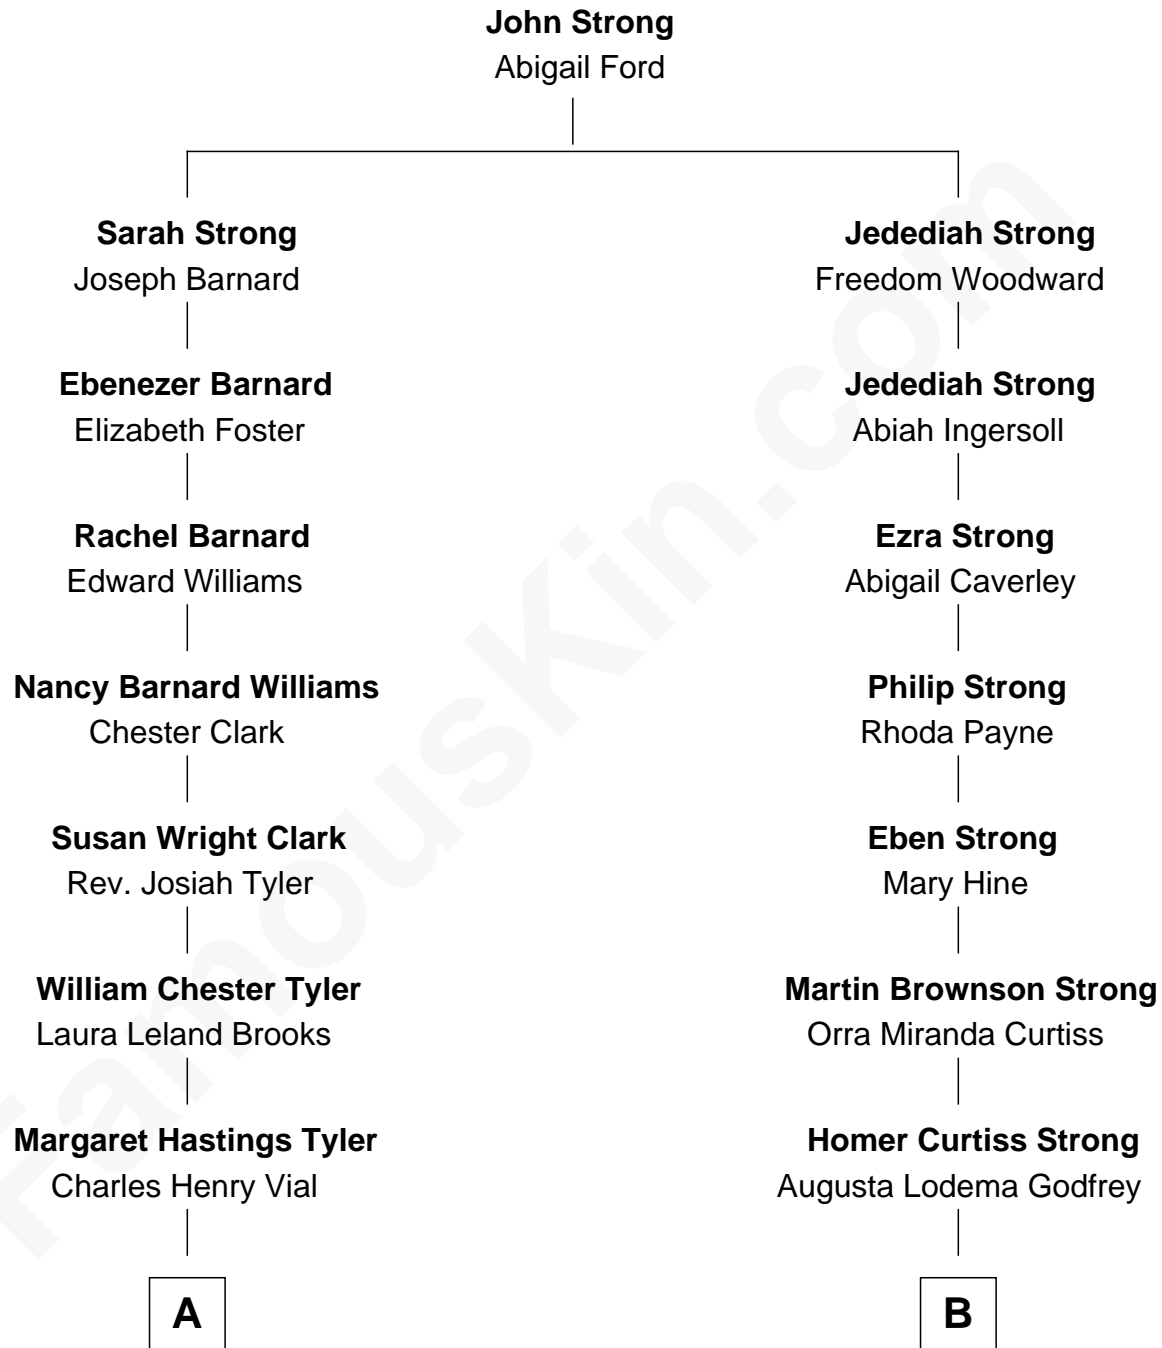 John Strong
Abigail Ford
Sarah Strong
Joseph Barnard
Jedediah Strong
Freedom Woodward
Ebenezer Barnard
Elizabeth Foster
Jedediah Strong
Abiah Ingersoll
Rachel Barnard
Edward Williams
Ezra Strong
Abigail Caverley
Nancy Barnard Williams
Chester Clark
Philip Strong
Rhoda Payne
Susan Wright Clark
Rev. Josiah Tyler
Eben Strong
Mary Hine
William Chester Tyler
Laura Leland Brooks
Martin Brownson Strong
Orra Miranda Curtiss
Margaret Hastings Tyler
Charles Henry Vial
Homer Curtiss Strong
Augusta Lodema Godfrey
A
B
FamousKin.com